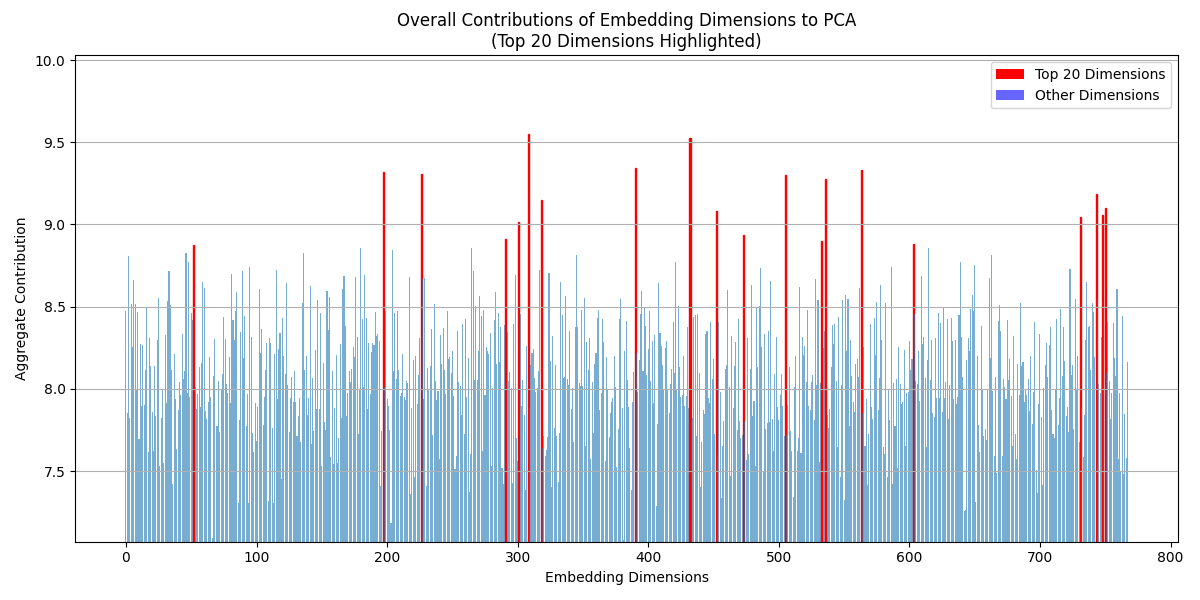 Overall Contributions of Embedding Dimensions to PCA
(Top 20 Dimensions Highlighted)
10.0
9.5
9.0
8.5
8.0
7.5
Aggregate Contribution
Top 20 Dimensions
Other Dimensions
0 100 200 300 400 500 600 700 800
Embedding Dimensions